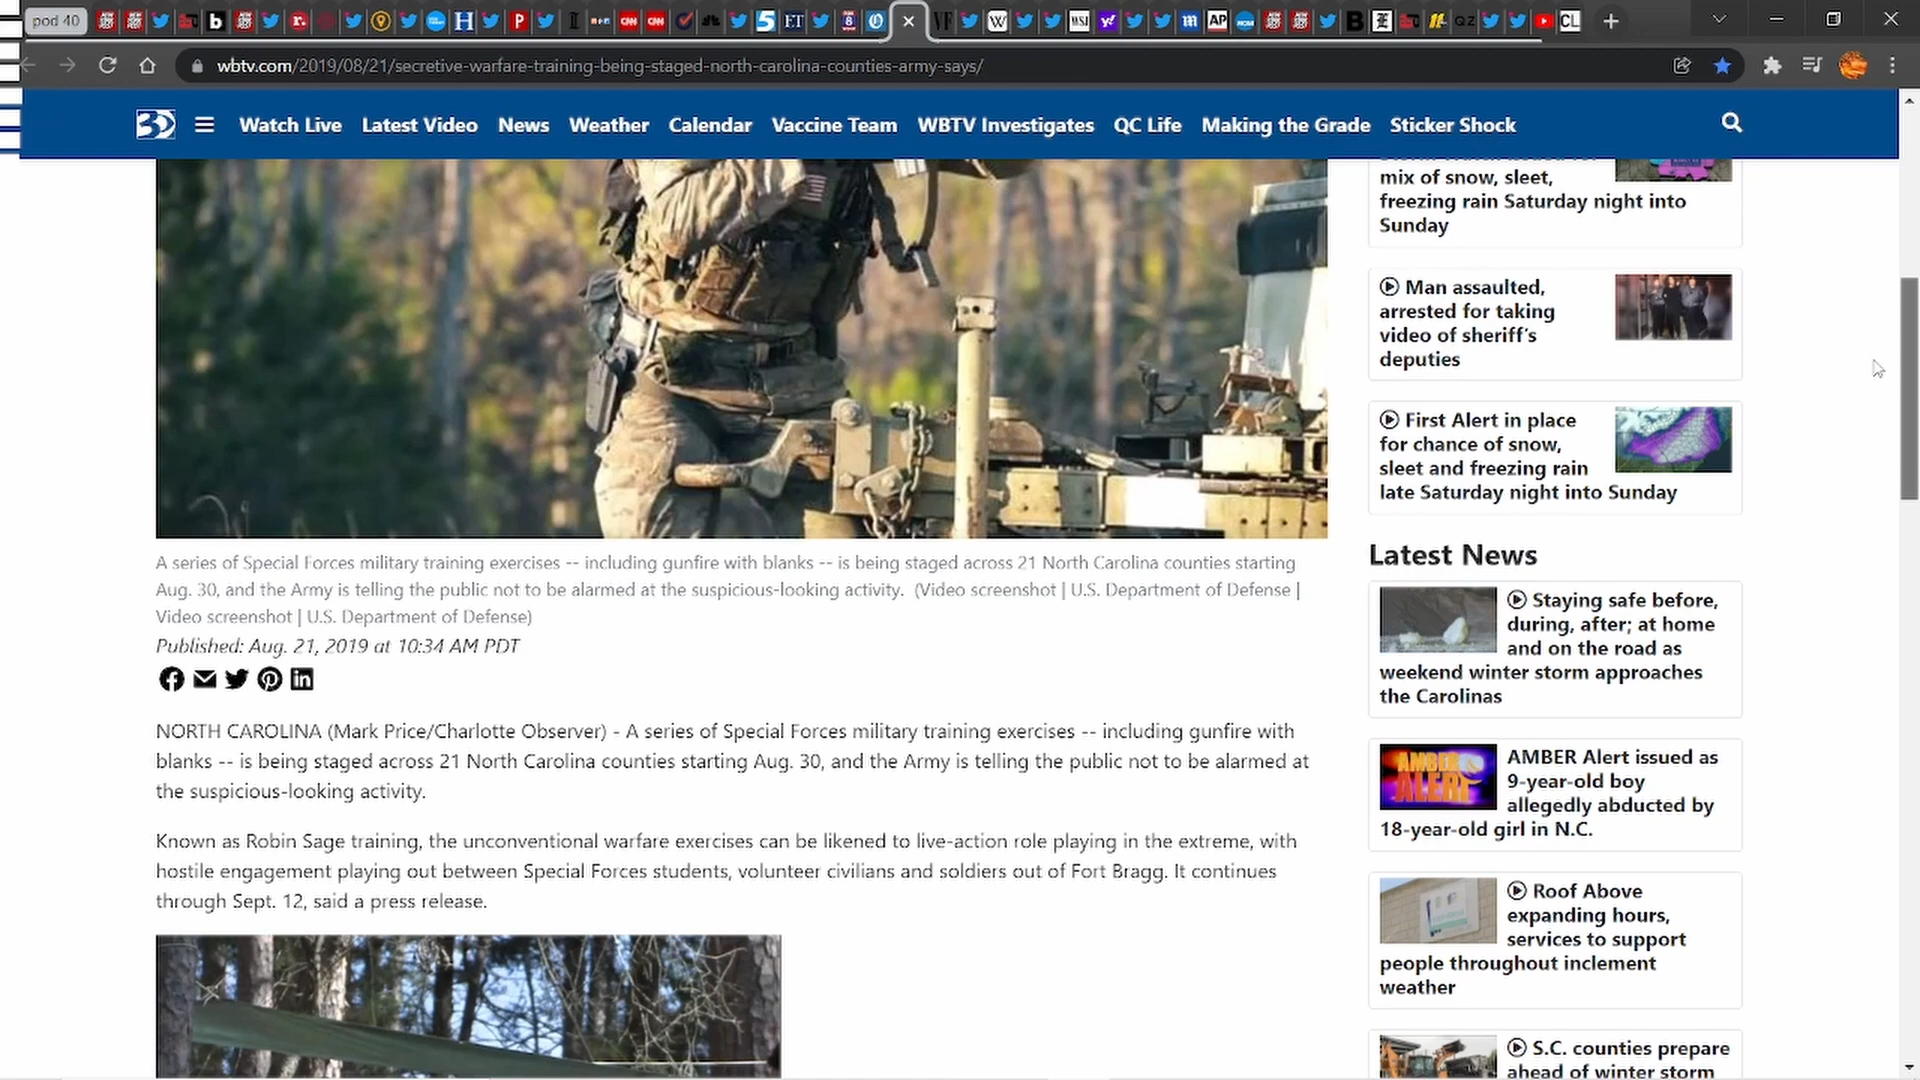 pod 40
wbtv.com/2019/08/21/secretive-warfare-training-being-staged-north-carolina-counties-army-says/
Watch Live Latest Video News Weather Calendar Vaccine Team WBTV Investigates QC Life Making the Grade Sticker Shock
mix of snow, sleet,
freezing rain Saturday night into
Sunday
Man assaulted,
arrested for taking
video of sheriff's
deputies
First Alert in place
for chance of snow,
sleet and freezing rain
late Saturday night into Sunday
A series of Special Forces military training exercises -- including gunfire with blanks -- is being staged across 21 North Carolina counties starting
Aug. 30, and the Army is telling the public not to be alarmed at the suspicious-looking activity. (Video screenshot | U.S. Department of Defense |
Video screenshot | U.S. Department of Defense)
Published: Aug. 21, 2019 at 10:34 AM PDT
NORTH CAROLINA (Mark Price/Charlotte Observer) - A series of Special Forces military training exercises -- including gunfire with
blanks -- is being staged across 21 North Carolina counties starting Aug. 30, and the Army is telling the public not to be alarmed at
the suspicious-looking activity.
Known as Robin Sage training, the unconventional warfare exercises can be likened to live-action role playing in the extreme, with
hostile engagement playing out between Special Forces students, volunteer civilians and soldiers out of Fort Bragg. It continues
through Sept. 12, said a press release.
Latest News
Staying safe before,
during, after; at home
and on the road as
weekend winter storm approaches
the Carolinas
AMBER ALERT
AMBER Alert issued as
9-year-old boy
allegedly abducted by
18-year-old girl in N.C.
Roof Above
expanding hours,
services to support
people throughout inclement
weather
S.C. counties prepare
ahead of winter storm